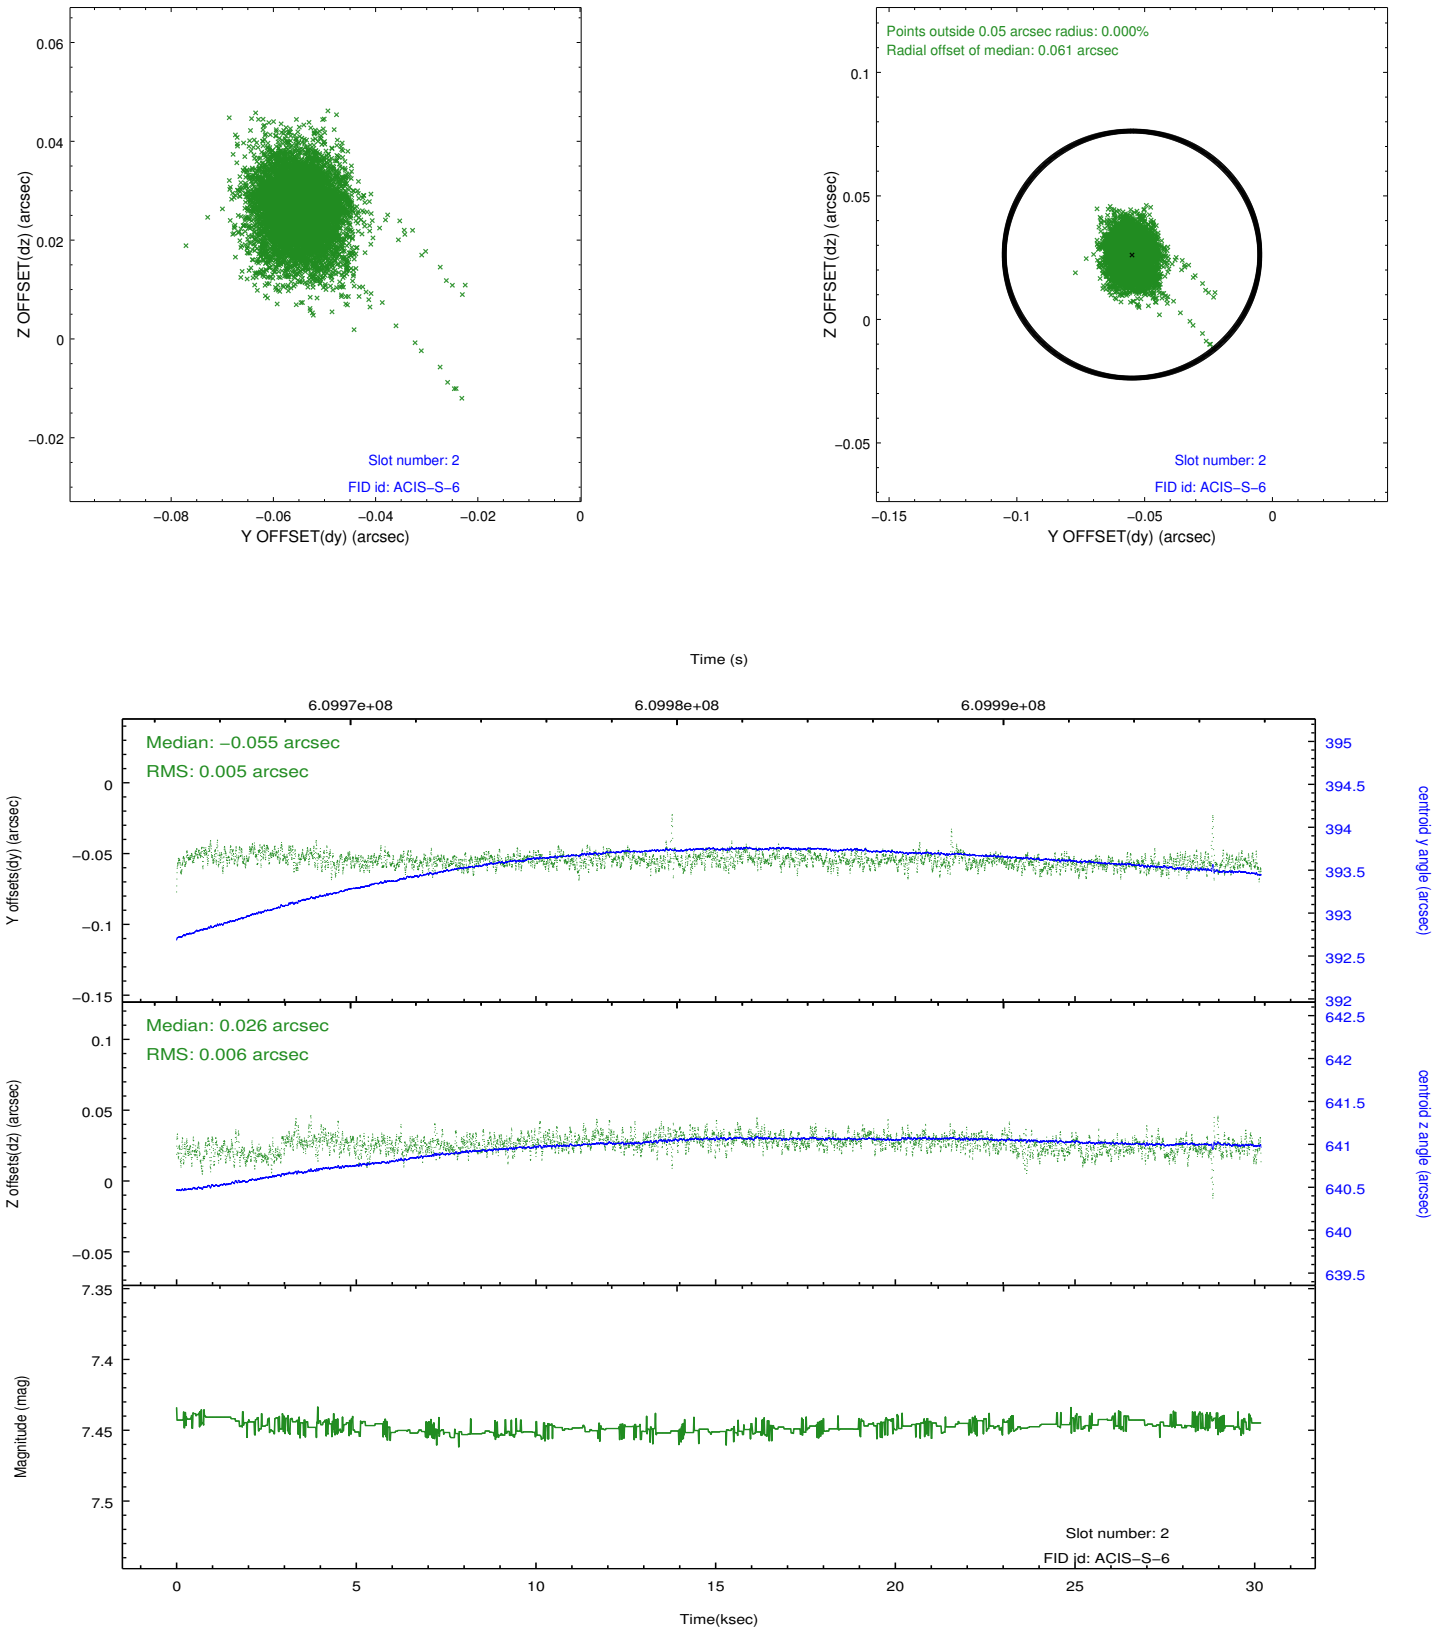 0.06
0.04
0.02
0
−0.02
−0.08
−0.06
−0.04
−0.02
0
Z OFFSET(dz) (arcsec)
Y OFFSET(dy) (arcsec)
Slot number: 2
FID id: ACIS−S−6
Points outside 0.05 arcsec radius: 0.000%
Radial offset of median: 0.061 arcsec
0.1
0.05
0
−0.05
−0.15
−0.1
−0.05
0
Z OFFSET(dz) (arcsec)
Y OFFSET(dy) (arcsec)
Slot number: 2
FID id: ACIS−S−6
Time (s)
6.0997e+08
6.0998e+08
6.0999e+08
Median: −0.055 arcsec
RMS: 0.005 arcsec
0
−0.05
−0.1
−0.15
Y offsets(dy) (arcsec)
395
394.5
394
393.5
393
392.5
392
centroid y angle (arcsec)
Median: 0.026 arcsec
RMS: 0.006 arcsec
0.1
0.05
0
−0.05
Z offsets(dz) (arcsec)
642.5
642
641.5
641
640.5
640
639.5
centroid z angle (arcsec)
7.35
7.4
7.45
7.5
Magnitude (mag)
Slot number: 2
FID id: ACIS−S−6
0
5
10
15
20
25
30
Time(ksec)